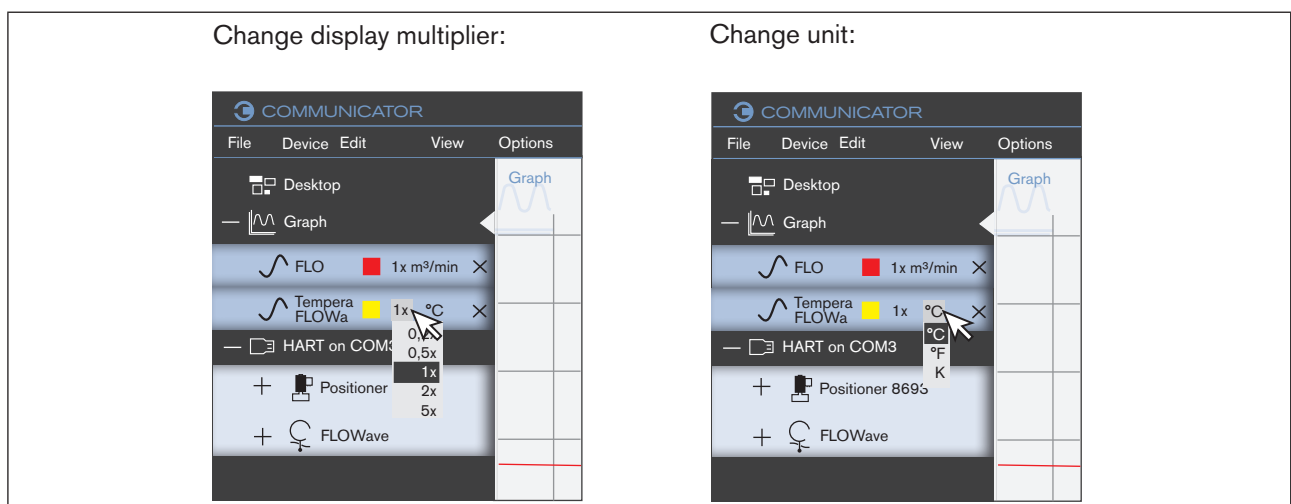 Change display multiplier:
COMMUNICATOR
File Device Edit View Options
Desktop
Graph
Graph
FLO 1x m³/min
Tempera
FLOWa 1x °C
0,5x
1x
2x
5x
HART on COM3
Positioner
FLOWave
Change unit:
COMMUNICATOR
File Device Edit View Options
Desktop
Graph
Graph
FLO 1x m³/min
Tempera
FLOWa 1x °C
°C
°F
K
HART on COM3
Positioner 8693
FLOWave